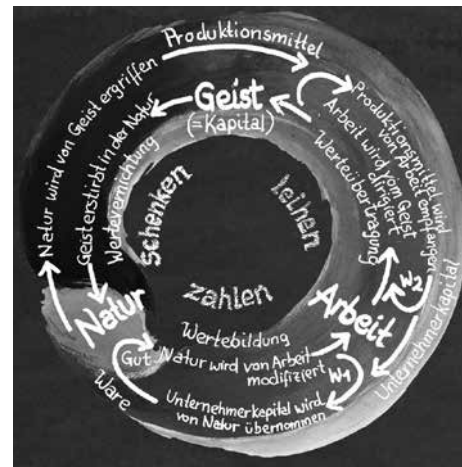 Produktionsmittel
Natur wird von Geist ergriffen
Geist
(=Kapital)
Geist erstirbt in der Natur
Wertevernichtung
Produktionsmittel wird
von Arbeit empfangen
Arbeit wird vom Geist
dirigiert
Werteübertragung
schenken
leihen
zahlen
Natur
Arbeit
W2
Unternehmerkapital
Wertebildung
Gut
Natur wird von Arbeit
modifiziert
W1
Ware
Unternehmerkapital wird
von Natur übernommen